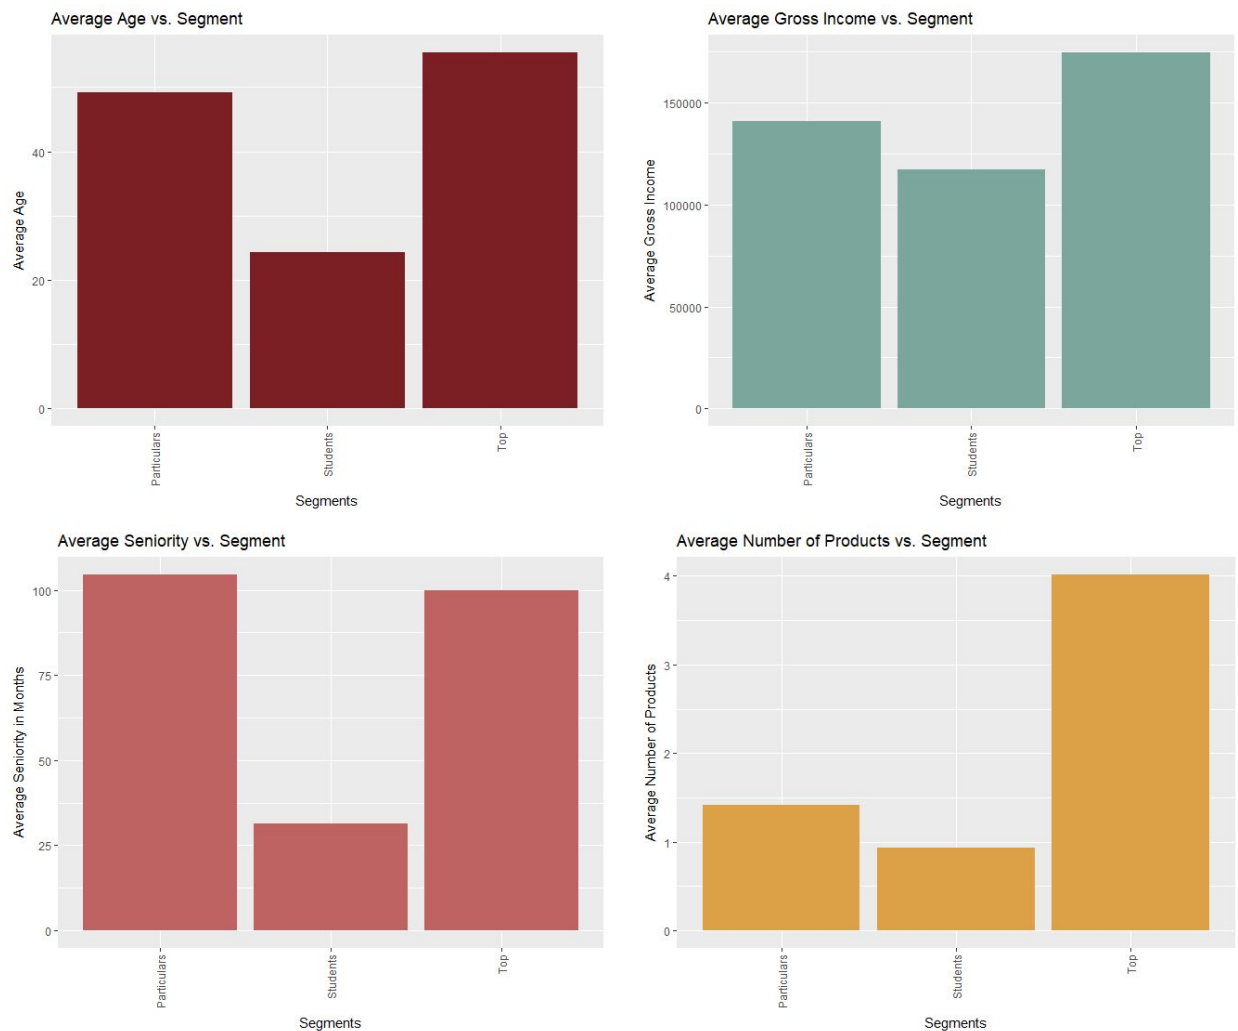 Average Age vs. Segment
Average Age
40
20
0
Particulars
Students
Top
Segments
Average Gross Income vs. Segment
Average Gross Income
150000
100000
50000
0
Particulars
Students
Top
Segments
Average Seniority vs. Segment
Average Seniority in Months
100
75
50
25
0
Particulars
Students
Top
Segments
Average Number of Products vs. Segment
Average Number of Products
4
3
2
1
0
Particulars
Students
Top
Segments